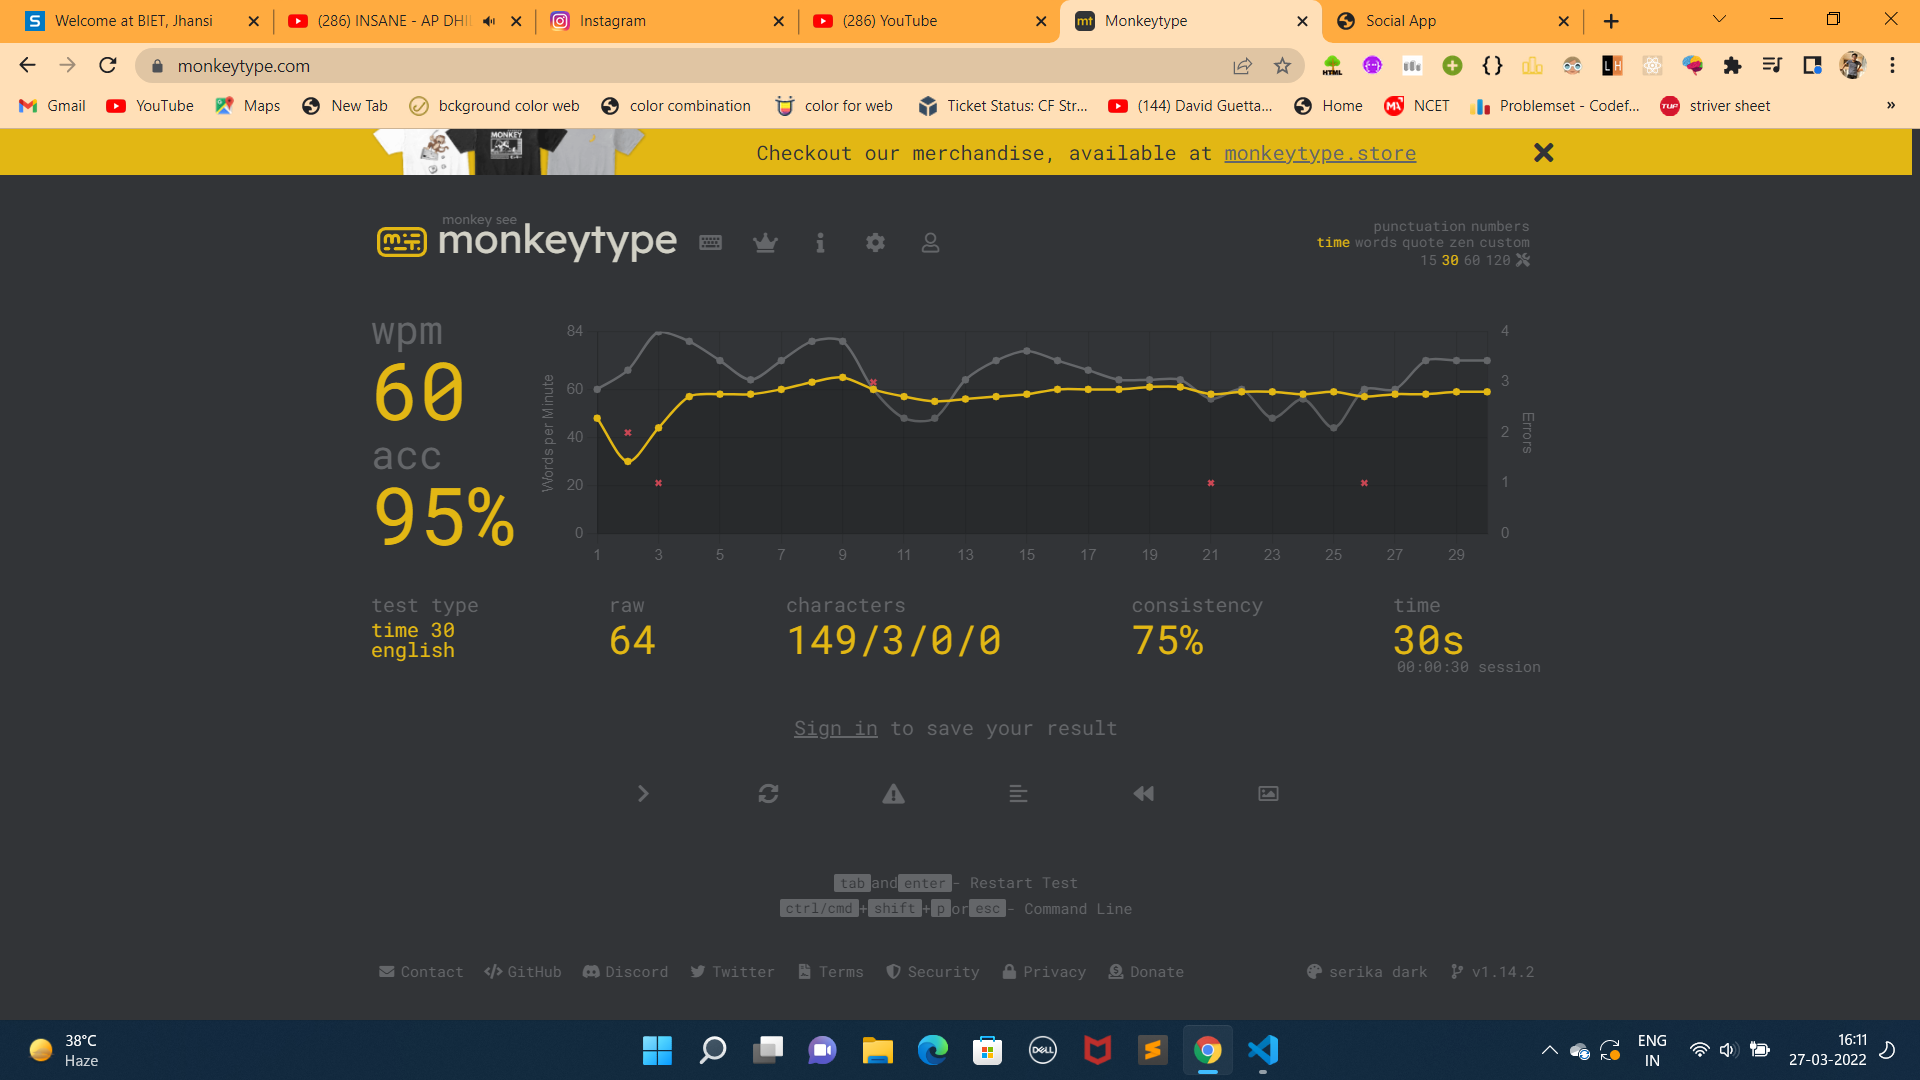 Welcome at BIET, Jhansi
(286) INSANE - AP DHI
Instagram
(286) YouTube
mt Monkeytype
Social App
monkeytype.com
HTML
LH
Gmail
YouTube
Maps
New Tab
bckground color web
color combination
color for web
Ticket Status: CF Str...
(144) David Guetta...
Home
NCET
Problemset - Codef...
TUF striver sheet
»
MONKEY
Checkout our merchandise, available at monkeytype.store
monkey see
monkeytype
punctuation numbers
time words quote zen custom
15 30 60 120
wpm
60
acc
95%
84
60
40
20
0
Words per Minute
4
3
2
1
0
Errors
1 3 5 7 9 11 13 15 17 19 21 23 25 27 29
test type
time 30
english
raw
64
characters
149/3/0/0
consistency
75%
time
30s
00:00:30 session
Sign in to save your result
tab and enter - Restart Test
ctrl/cmd + shift + p or esc - Command Line
Contact
GitHub
Discord
Twitter
Terms
Security
Privacy
Donate
serika dark
v1.14.2
38°C
Haze
DELL
ENG
IN
16:11
27-03-2022